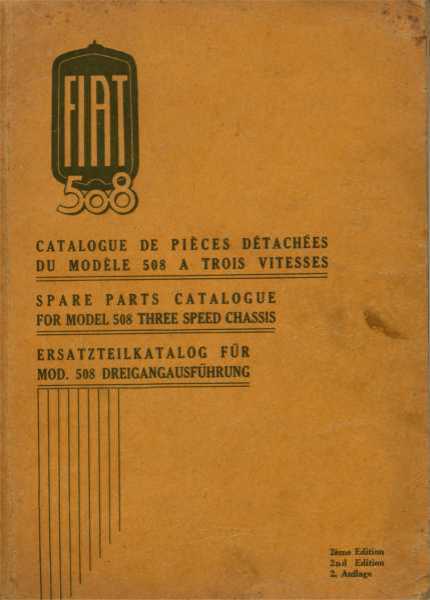 FIAT
508
CATALOGUE DE PIÈCES DÉTACHÉES
DU MODÈLE 508 A TROIS VITESSES
SPARE PARTS CATALOGUE
FOR MODEL 508 THREE SPEED CHASSIS
ERSATZTEILKATALOG FÜR
MOD. 508 DREIGANGAUSFÜHRUNG
2ème Edition
2nd Edition
2. Auflage